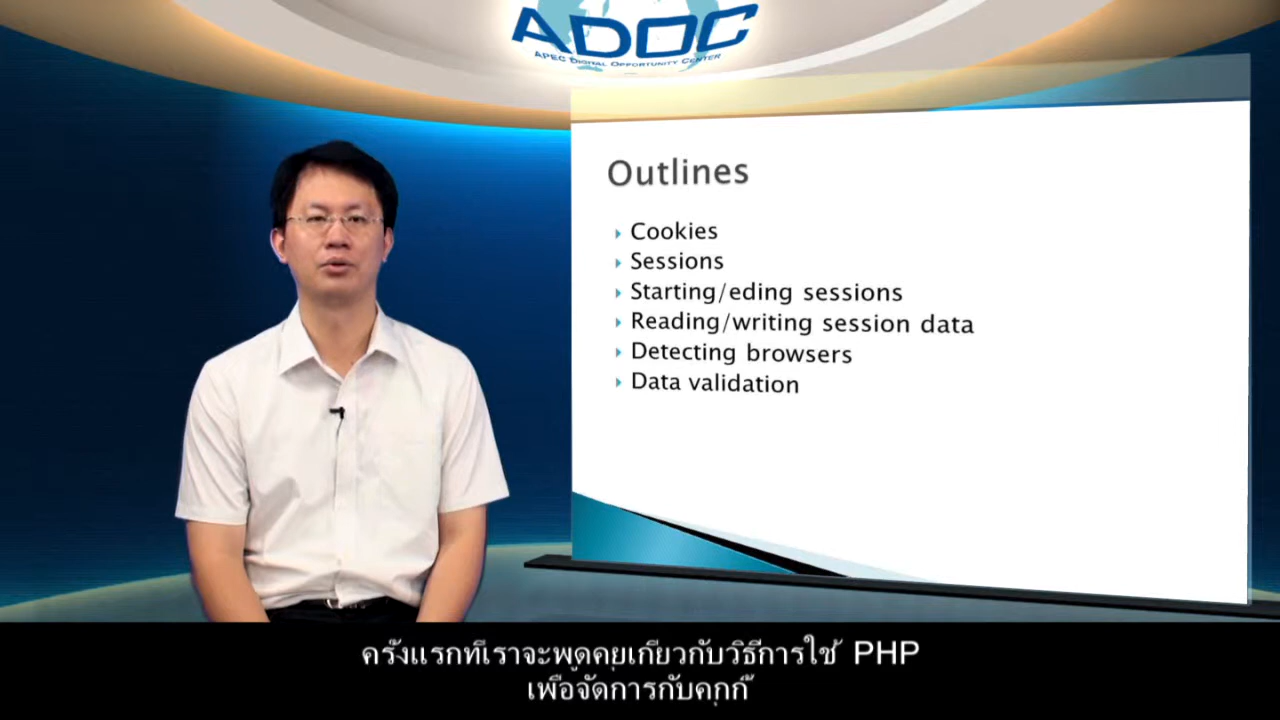 ADOC
APEC DIGITAL OPPORTUNITY CENTER
Outlines
Cookies
Sessions
Starting/eding sessions
Reading/writing session data
Detecting browsers
Data validation
ครั้งแรกที่เราจะพูดคุยเกี่ยวกับวิธีการใช้ PHP
เพื่อจัดการกับคุกกี้